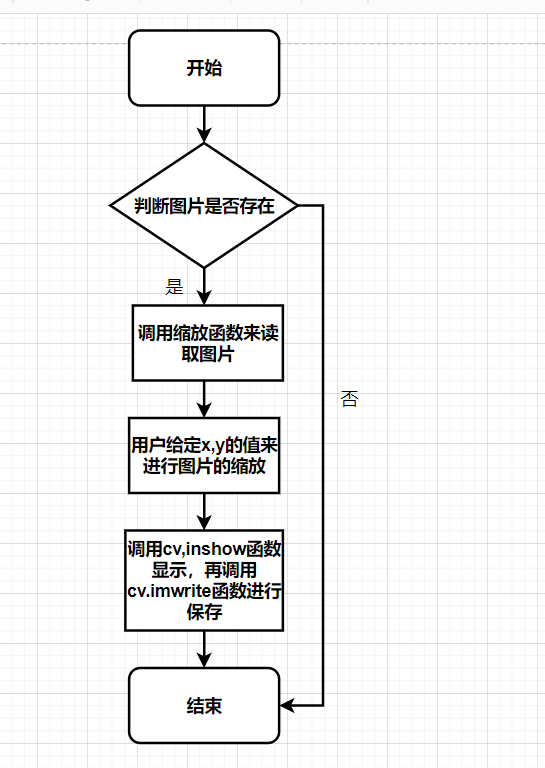 开始
判断图片是否存在
是
调用缩放函数来读
取图片
否
用户给定x,y的值来
进行图片的缩放
调用cv,inshow函数
显示，再调用
cv.imwrite函数进行
保存
结束